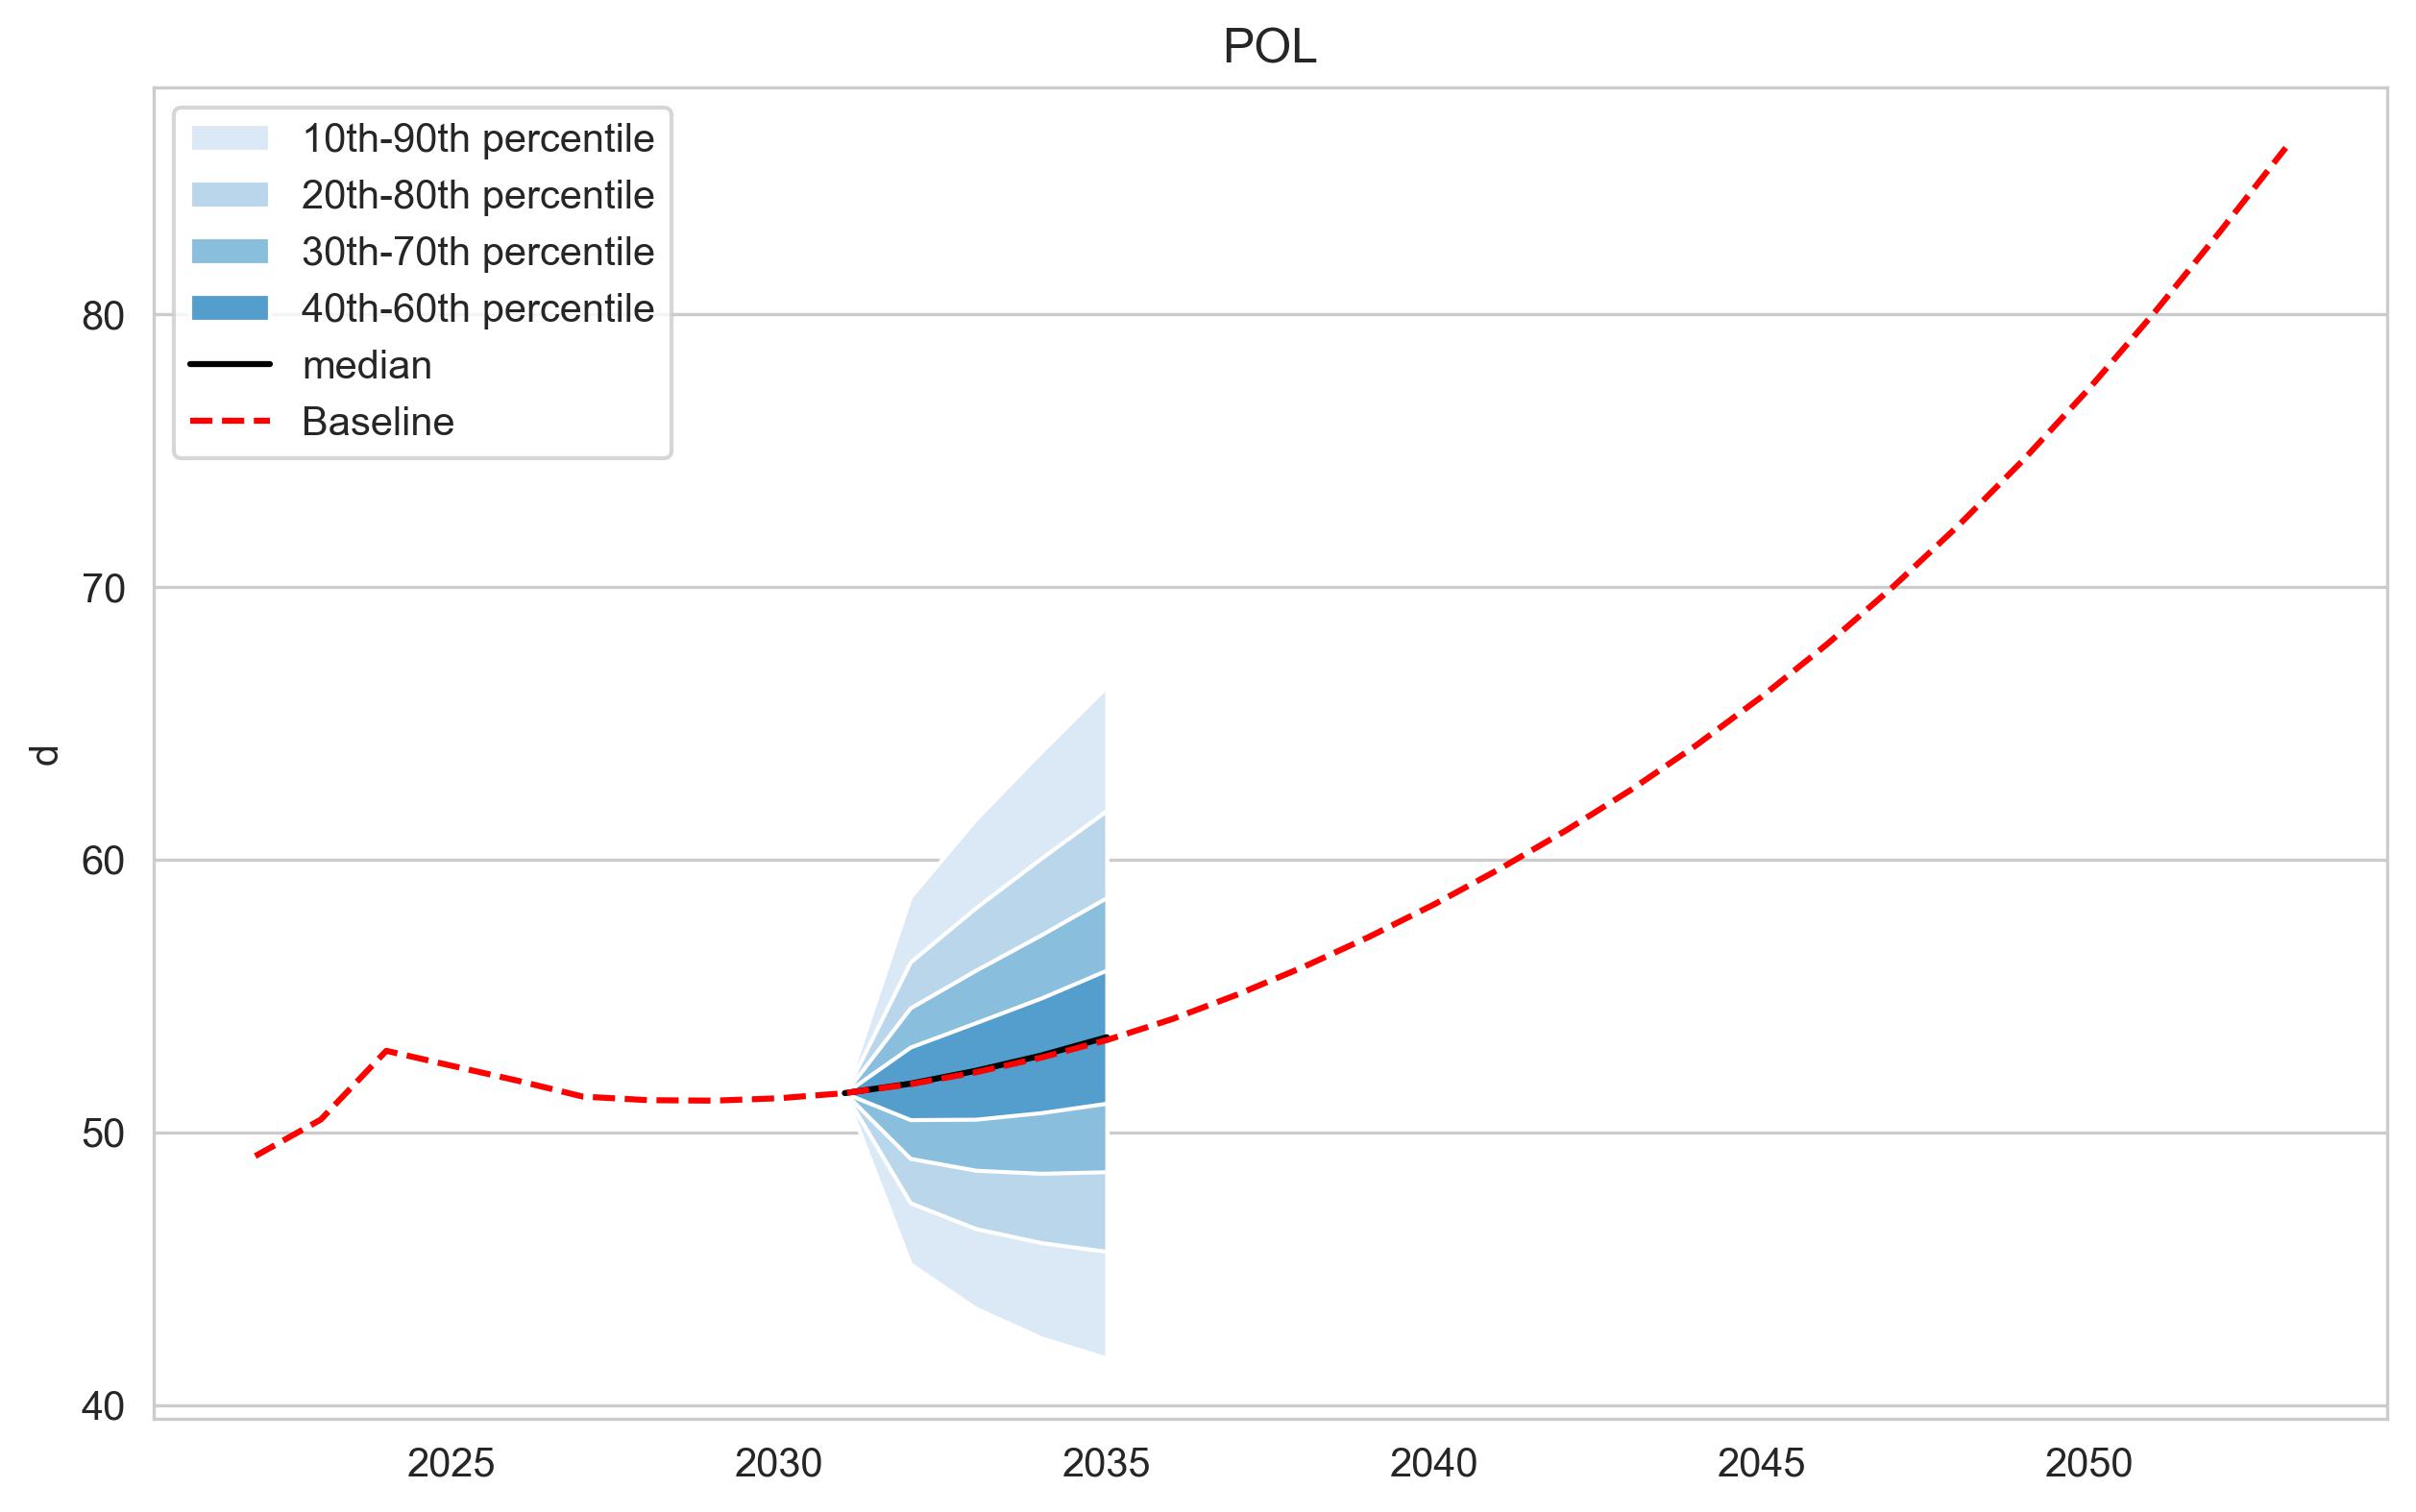 POL
10th-90th percentile
20th-80th percentile
30th-70th percentile
40th-60th percentile
median
Baseline
80
70
60
50
40
d
2025 2030 2035 2040 2045 2050